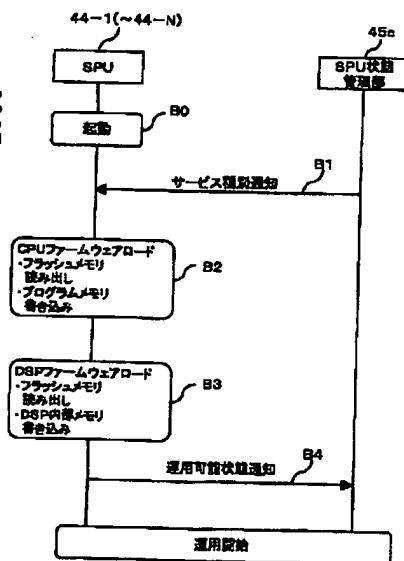 44-1(~44-N)
45c
SPU
SPU状態
管理部
起動
B0
サービス種別通知
B1
CPUファームウェアロード
・フラッシュメモリ
読み出し
・プログラムメモリ
書き込み
B2
DSPファームウェアロード
・フラッシュメモリ
読み出し
・DSP内部メモリ
書き込み
B3
運用可能状態通知
B4
運用開始